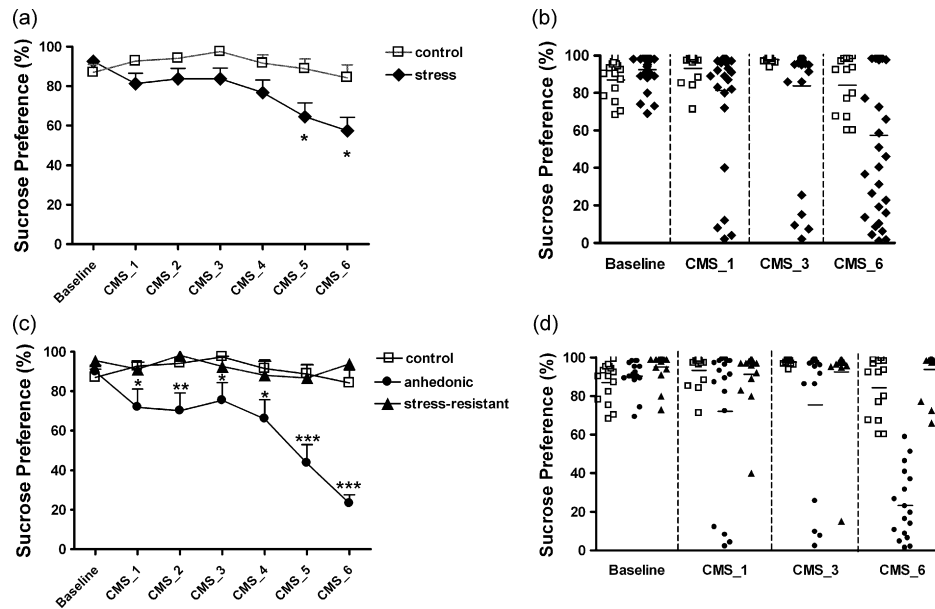 (a)
Sucrose Preference (%)
100
80
60
40
20
0
control
stress
*
*
Baseline
CMS_1
CMS_2
CMS_3
CMS_4
CMS_5
CMS_6
(b)
Sucrose Preference (%)
100
80
60
40
20
0
Baseline
CMS_1
CMS_3
CMS_6
(c)
Sucrose Preference (%)
100
80
60
40
20
0
control
anhedonic
stress-resistant
*
**
*
*
***
***
Baseline
CMS_1
CMS_2
CMS_3
CMS_4
CMS_5
CMS_6
(d)
Sucrose Preference (%)
100
80
60
40
20
0
Baseline
CMS_1
CMS_3
CMS_6